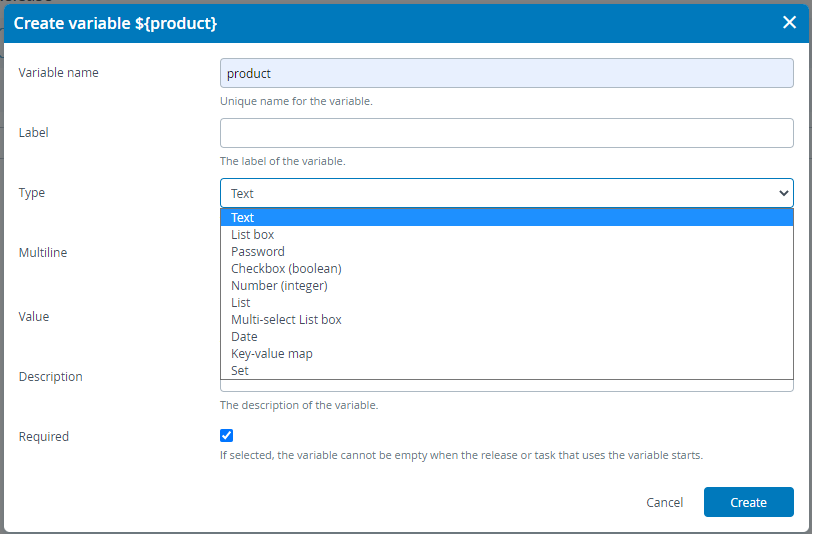 Create variable ${product}
Variable name
product
Unique name for the variable.
Label
The label of the variable.
Type
Text
Text
List box
Password
Multiline
Checkbox (boolean)
Number (integer)
List
Value
Multi-select List box
Date
Key-value map
Description
Set
The description of the variable.
Required
If selected, the variable cannot be empty when the release or task that uses the variable starts.
Cancel
Create